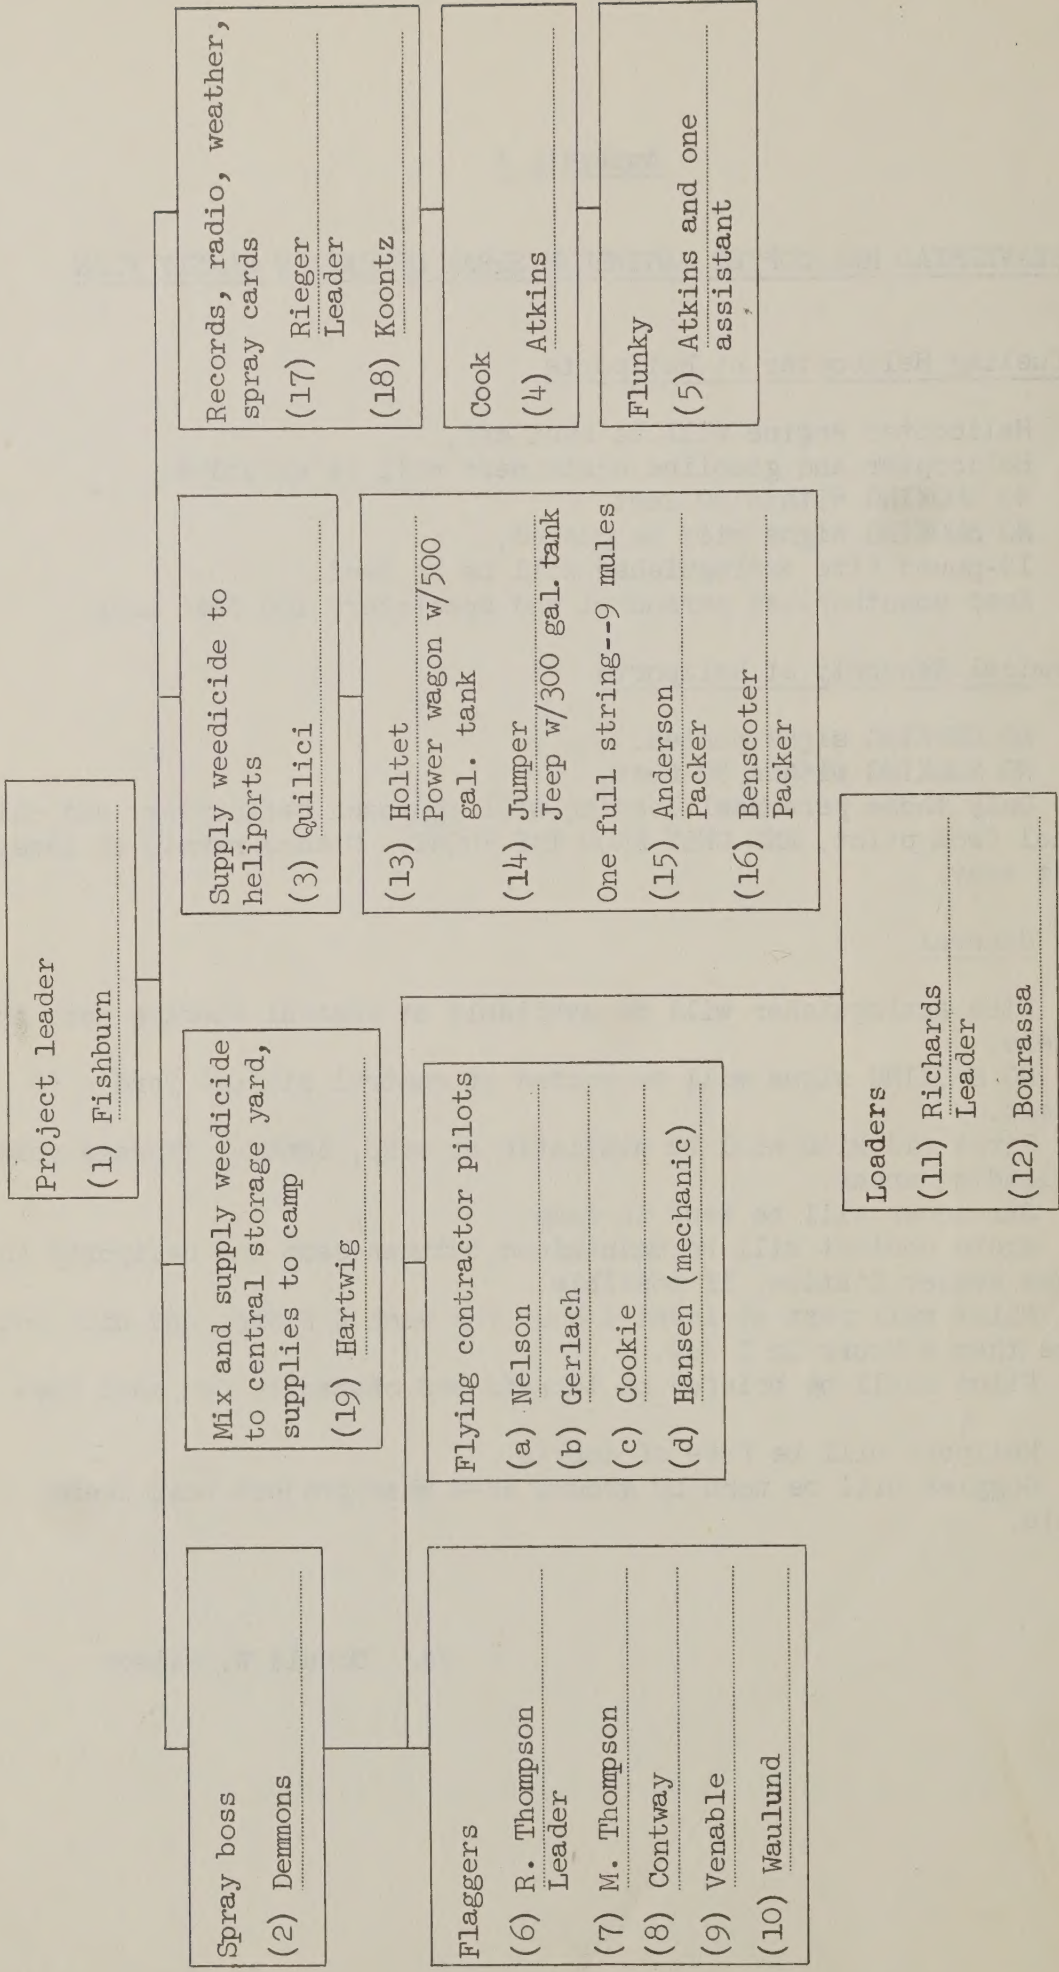 Project leader
(1) Fishburn
Spray boss
(2) Demmons
Mix and supply weedicide
to central storage yard,
supplies to camp
(19) Hartwig
Supply weedicide to
heliports
(3) Quilici
Records, radio, weather,
spray cards
(17) Rieger
Leader
(18) Koontz
Flaggers
(6) R. Thompson
Leader
(7) M. Thompson
(8) Contway
(9) Venable
(10) Waulund
Flying contractor pilots
(a) Nelson
(b) Gerlach
(c) Cookie
(d) Hansen (mechanic)
Loaders
(11) Richards
Leader
(12) Bourassa
(13) Holtet
Power wagon w/500
gal. tank
(14) Jumper
Jeep w/300 gal. tank
One full string--9 mules
(15) Anderson
Packer
(16) Benscoter
Packer
Cook
(4) Atkins
Flunky
(5) Atkins and one
assistant